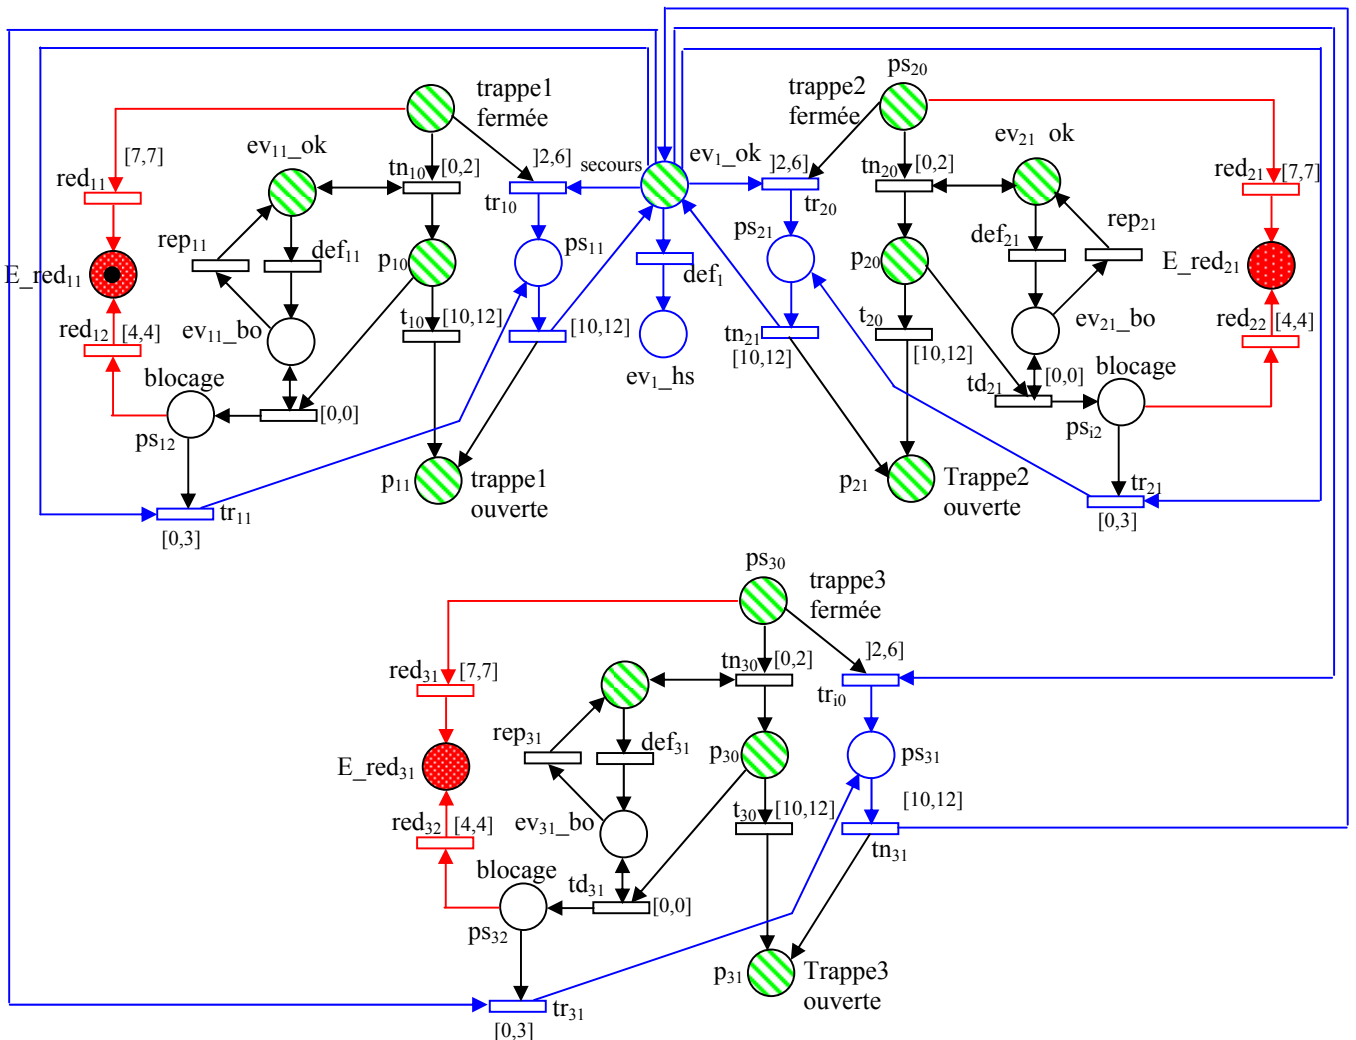 ps20
trappe1
fermée
trappe2
fermée
ev11_ok
[7,7]
red11
tn10
[0,2]
]2,6]
secours
ev1_ok
]2,6]
tn20
[0,2]
ev21 ok
red21
[7,7]
tr10
tr20
rep11
def11
p10
ps11
def1
ps21
p20
def21
rep21
E_red11
E_red21
red12
[4,4]
ev11_bo
t10
[10,12]
[10,12]
ev1_hs
tn21
[10,12]
t20
[10,12]
ev21_bo
red22
[4,4]
blocage
[0,0]
td21
[0,0]
blocage
ps12
psi2
p11
trappe1
ouverte
p21
Trappe2
ouverte
tr11
[0,3]
tr21
[0,3]
ps30
trappe3
fermée
red31
[7,7]
tn30
[0,2]
]2,6]
tri0
rep31
def31
p30
ps31
E_red31
red32
[4,4]
ev31_bo
t30
[10,12]
[10,12]
tn31
blocage
td31
[0,0]
ps32
p31
Trappe3
ouverte
tr31
[0,3]